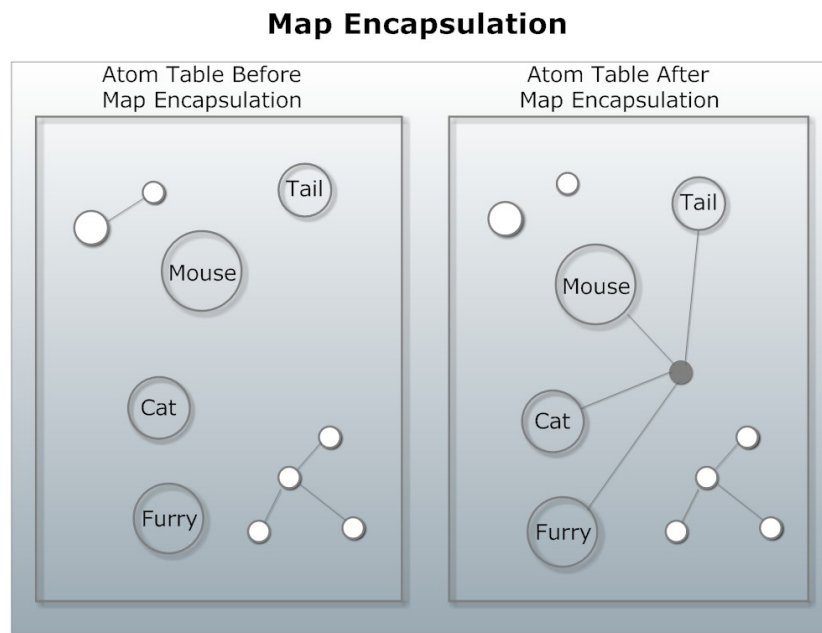 Map Encapsulation
Atom Table Before
Map Encapsulation
Tail
Mouse
Cat
Furry
Atom Table After
Map Encapsulation
Tail
Mouse
Cat
Furry